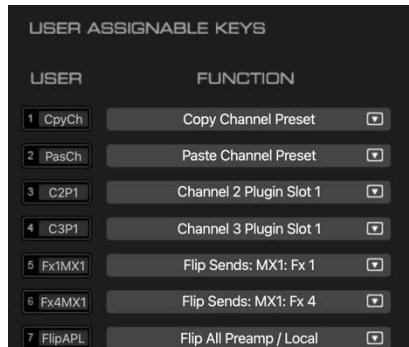 USER ASSIGNABLE KEYS
USER FUNCTION
1 CpyCh Copy Channel Preset
2 PasCh Paste Channel Preset
3 C2P1 Channel 2 Plugin Slot 1
4 C3P1 Channel 3 Plugin Slot 1
5 Fx1MX1 Flip Sends: MX1: Fx 1
6 Fx4MX1 Flip Sends: MX1: Fx 4
7 FlipAPL Flip All Preamp / Local